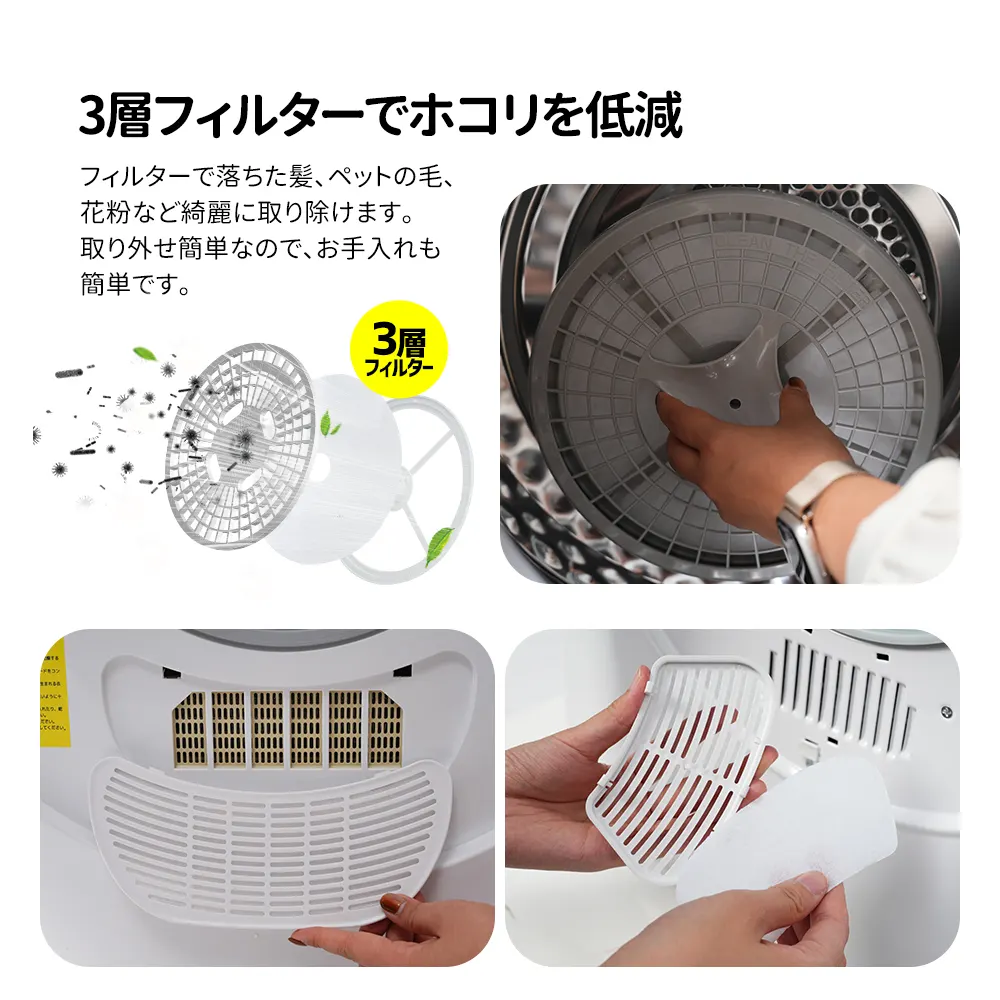 3層フィルターでホコリを低減
フィルターで落ちた髪、ペットの毛、
花粉など綺麗に取り除けます。
取り外せ簡単なので、お手入れも
簡単です。
3層
フィルター
CLEAN